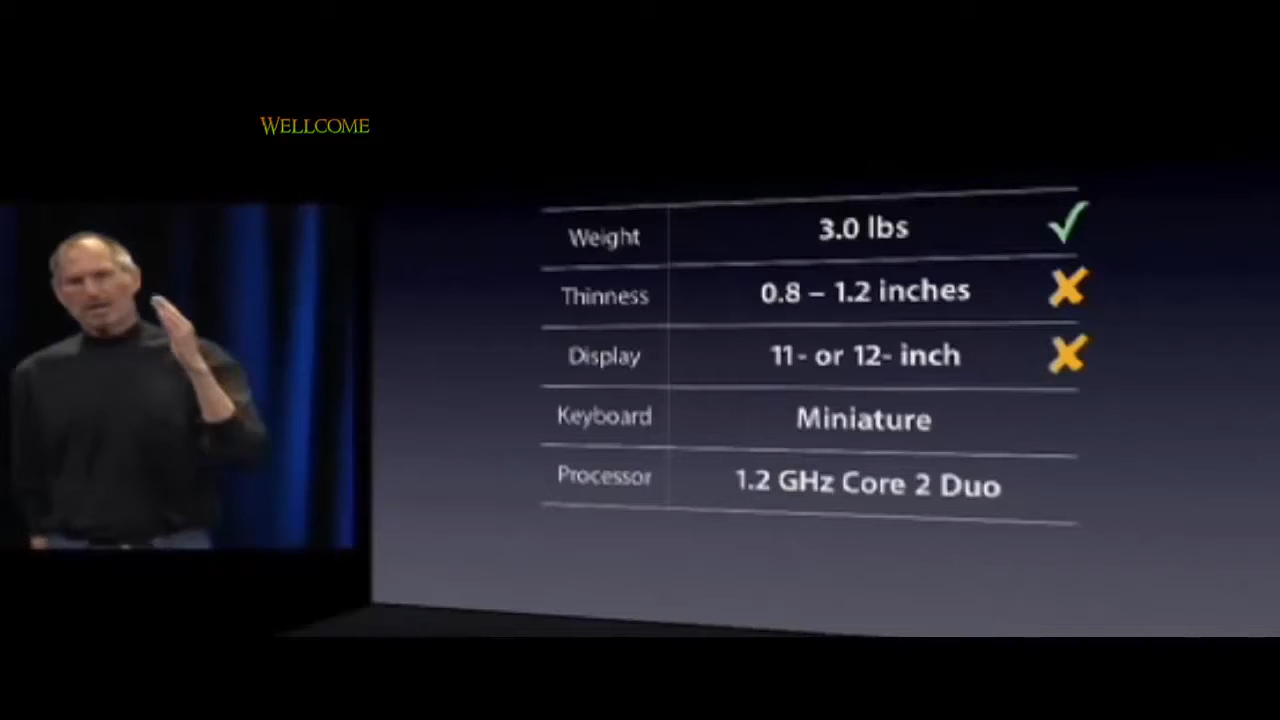 WELLCOME
Weight 3.0 lbs ✓
Thinness 0.8 – 1.2 inches ✘
Display 11- or 12- inch ✘
Keyboard Miniature
Processor 1.2 GHz Core 2 Duo